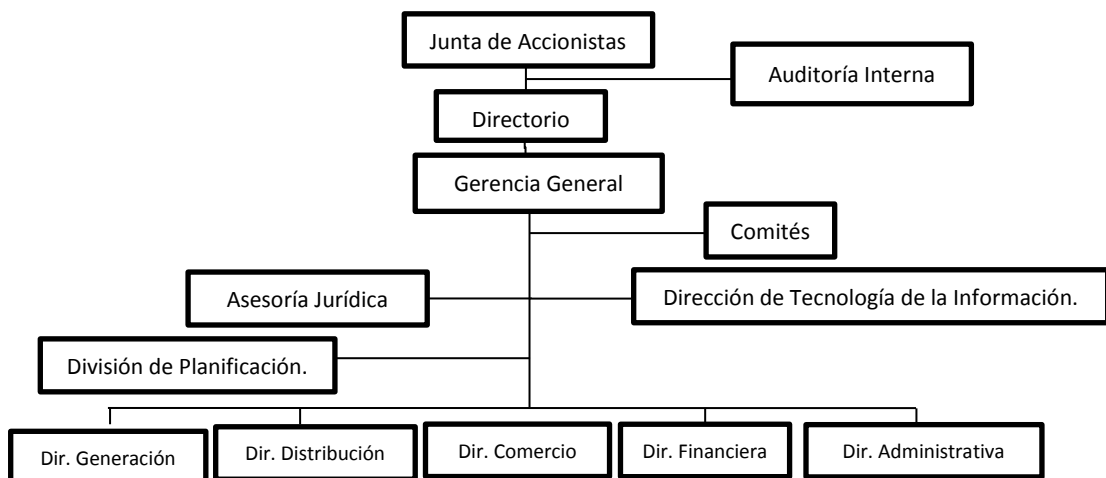 Junta de Accionistas
Auditoría Interna
Directorio
Gerencia General
Comités
Asesoría Jurídica
Dirección de Tecnología de la Información.
División de Planificación.
Dir. Generación
Dir. Distribución
Dir. Comercio
Dir. Financiera
Dir. Administrativa